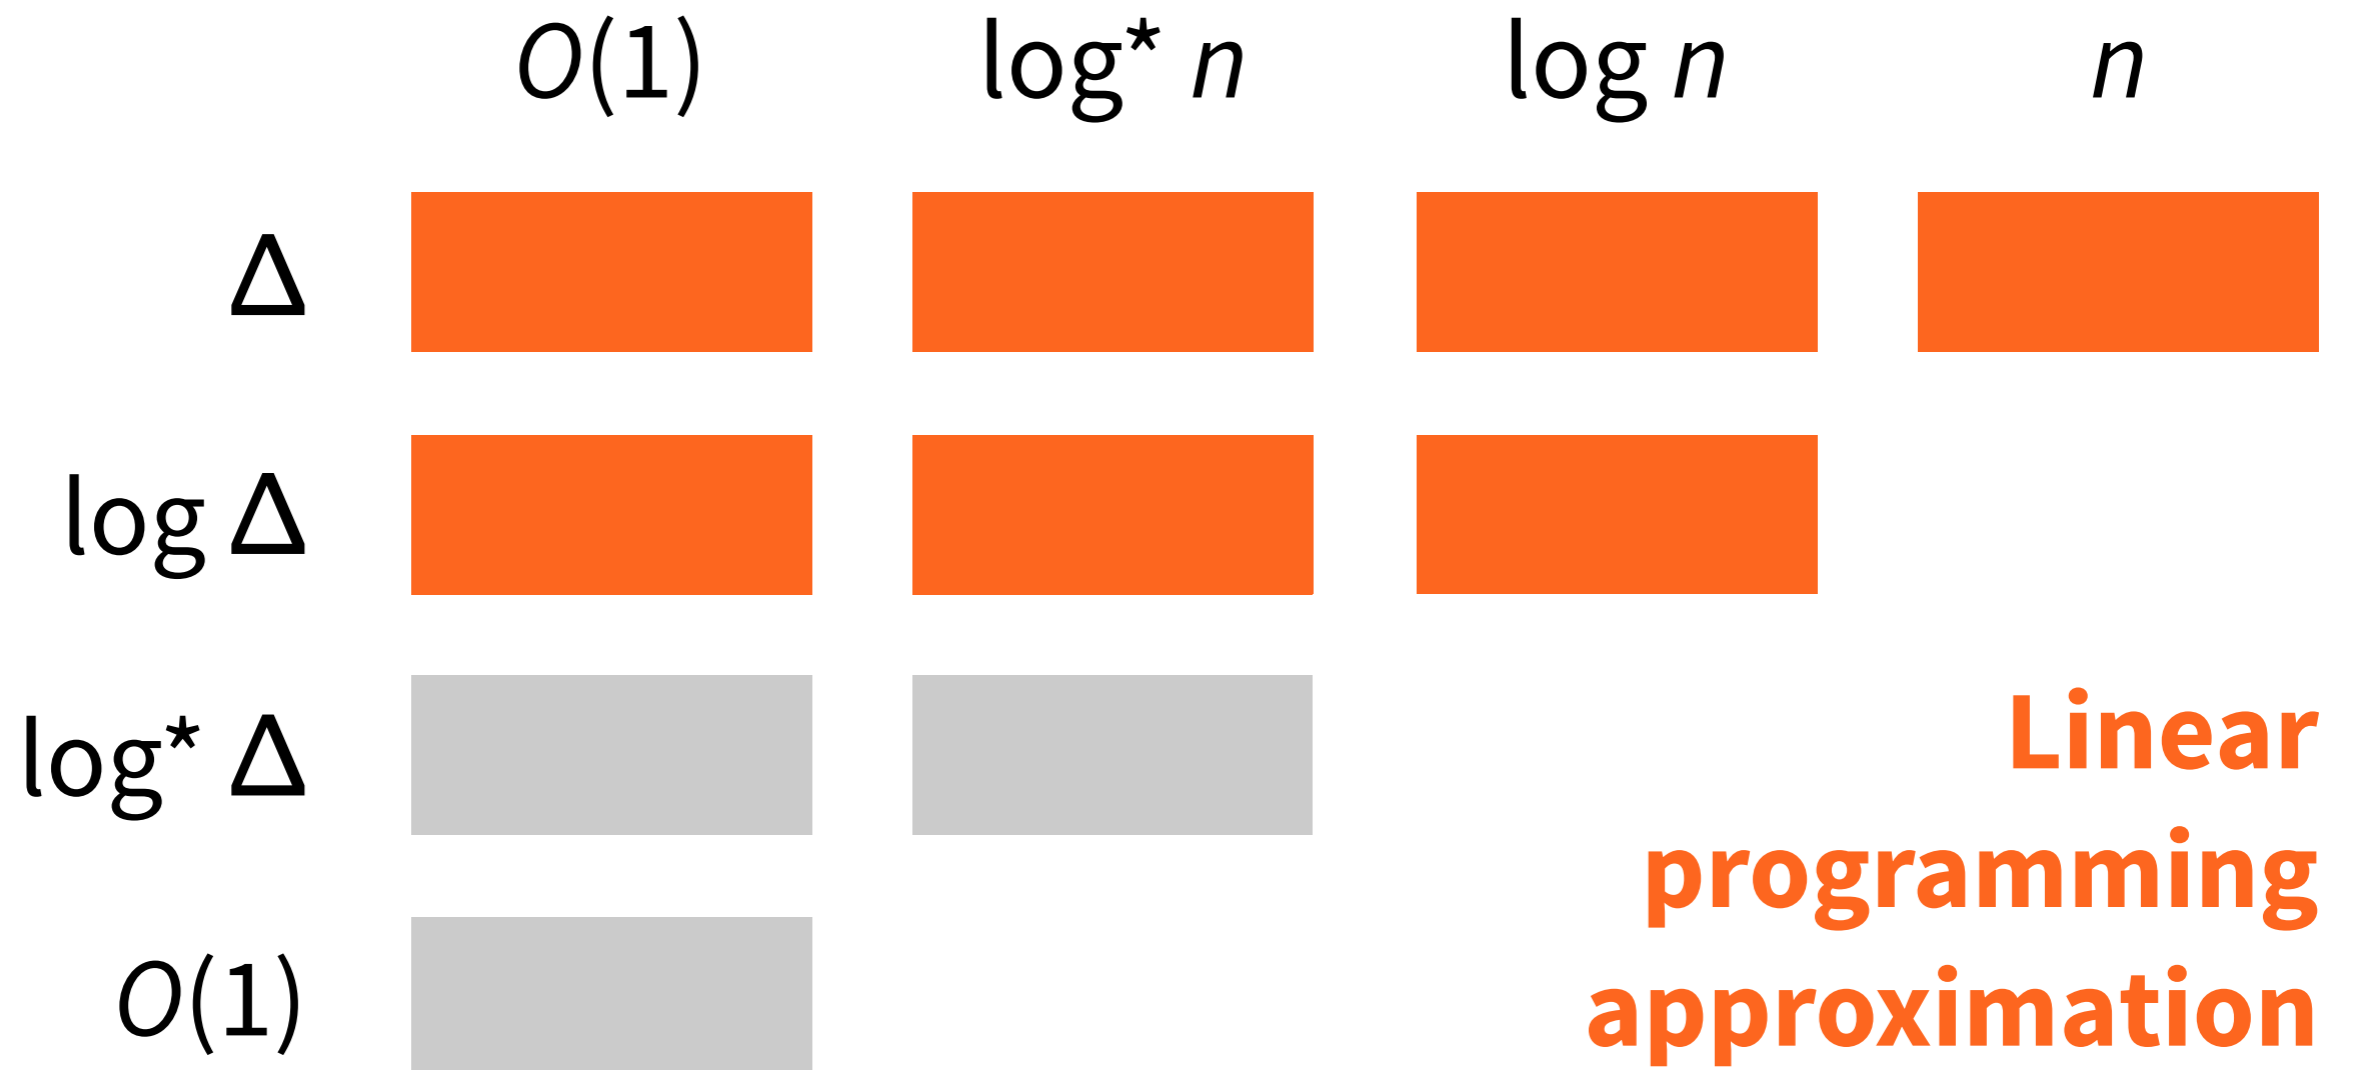 O(1) log* n log n n
Δ
log Δ
log* Δ
O(1)
Linear
programming
approximation